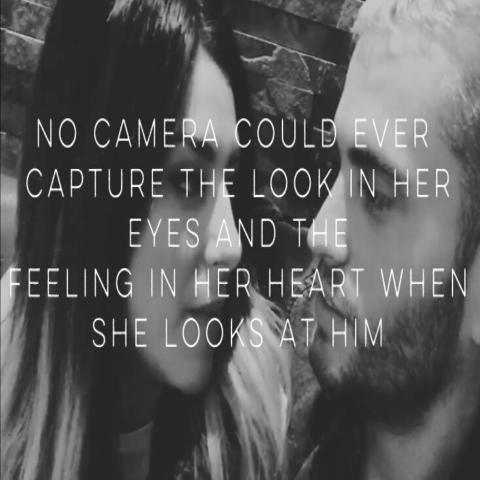 NO CAMERA COULD EVER
CAPTURE THE LOOK IN HER
EYES AND THE
FEELING IN HER HEART WHEN
SHE LOOKS AT HIM